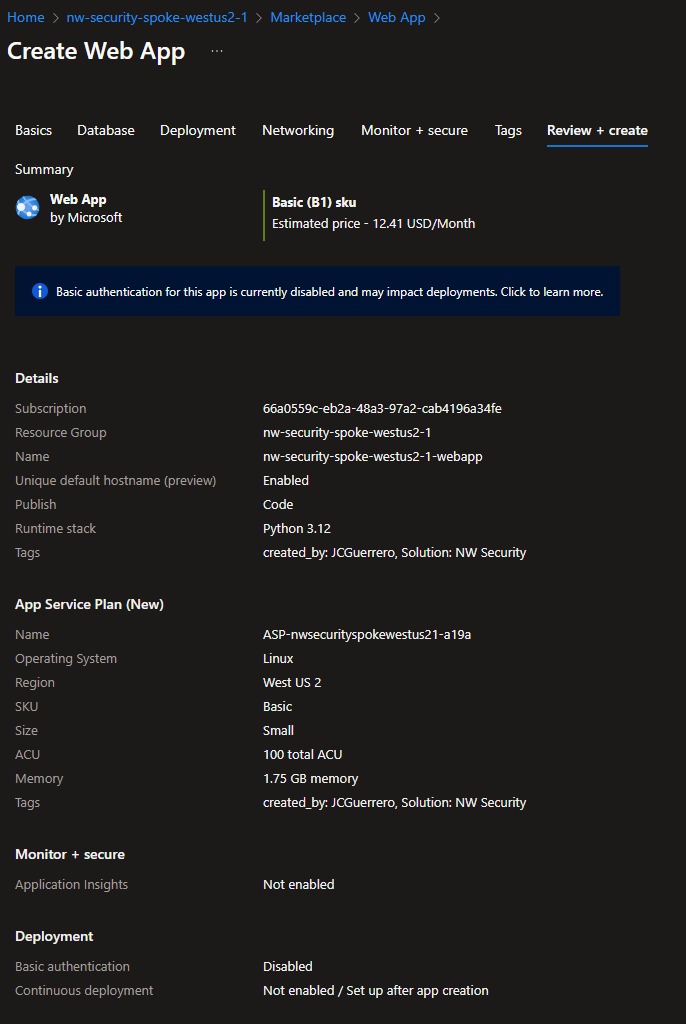 Home > nw-security-spoke-westus2-1 > Marketplace > Web App >
Create Web App ...
Basics Database Deployment Networking Monitor + secure Tags Review + create
Summary
Web App
by Microsoft
Basic (B1) sku
Estimated price - 12.41 USD/Month
Basic authentication for this app is currently disabled and may impact deployments. Click to learn more.
Details
Subscription 66a0559c-eb2a-48a3-97a2-cab4196a34fe
Resource Group nw-security-spoke-westus2-1
Name nw-security-spoke-westus2-1-webapp
Unique default hostname (preview) Enabled
Publish Code
Runtime stack Python 3.12
Tags created_by: JCGuerrero, Solution: NW Security
App Service Plan (New)
Name ASP-nwsecurityspokewestus21-a19a
Operating System Linux
Region West US 2
SKU Basic
Size Small
ACU 100 total ACU
Memory 1.75 GB memory
Tags created_by: JCGuerrero, Solution: NW Security
Monitor + secure
Application Insights Not enabled
Deployment
Basic authentication Disabled
Continuous deployment Not enabled / Set up after app creation